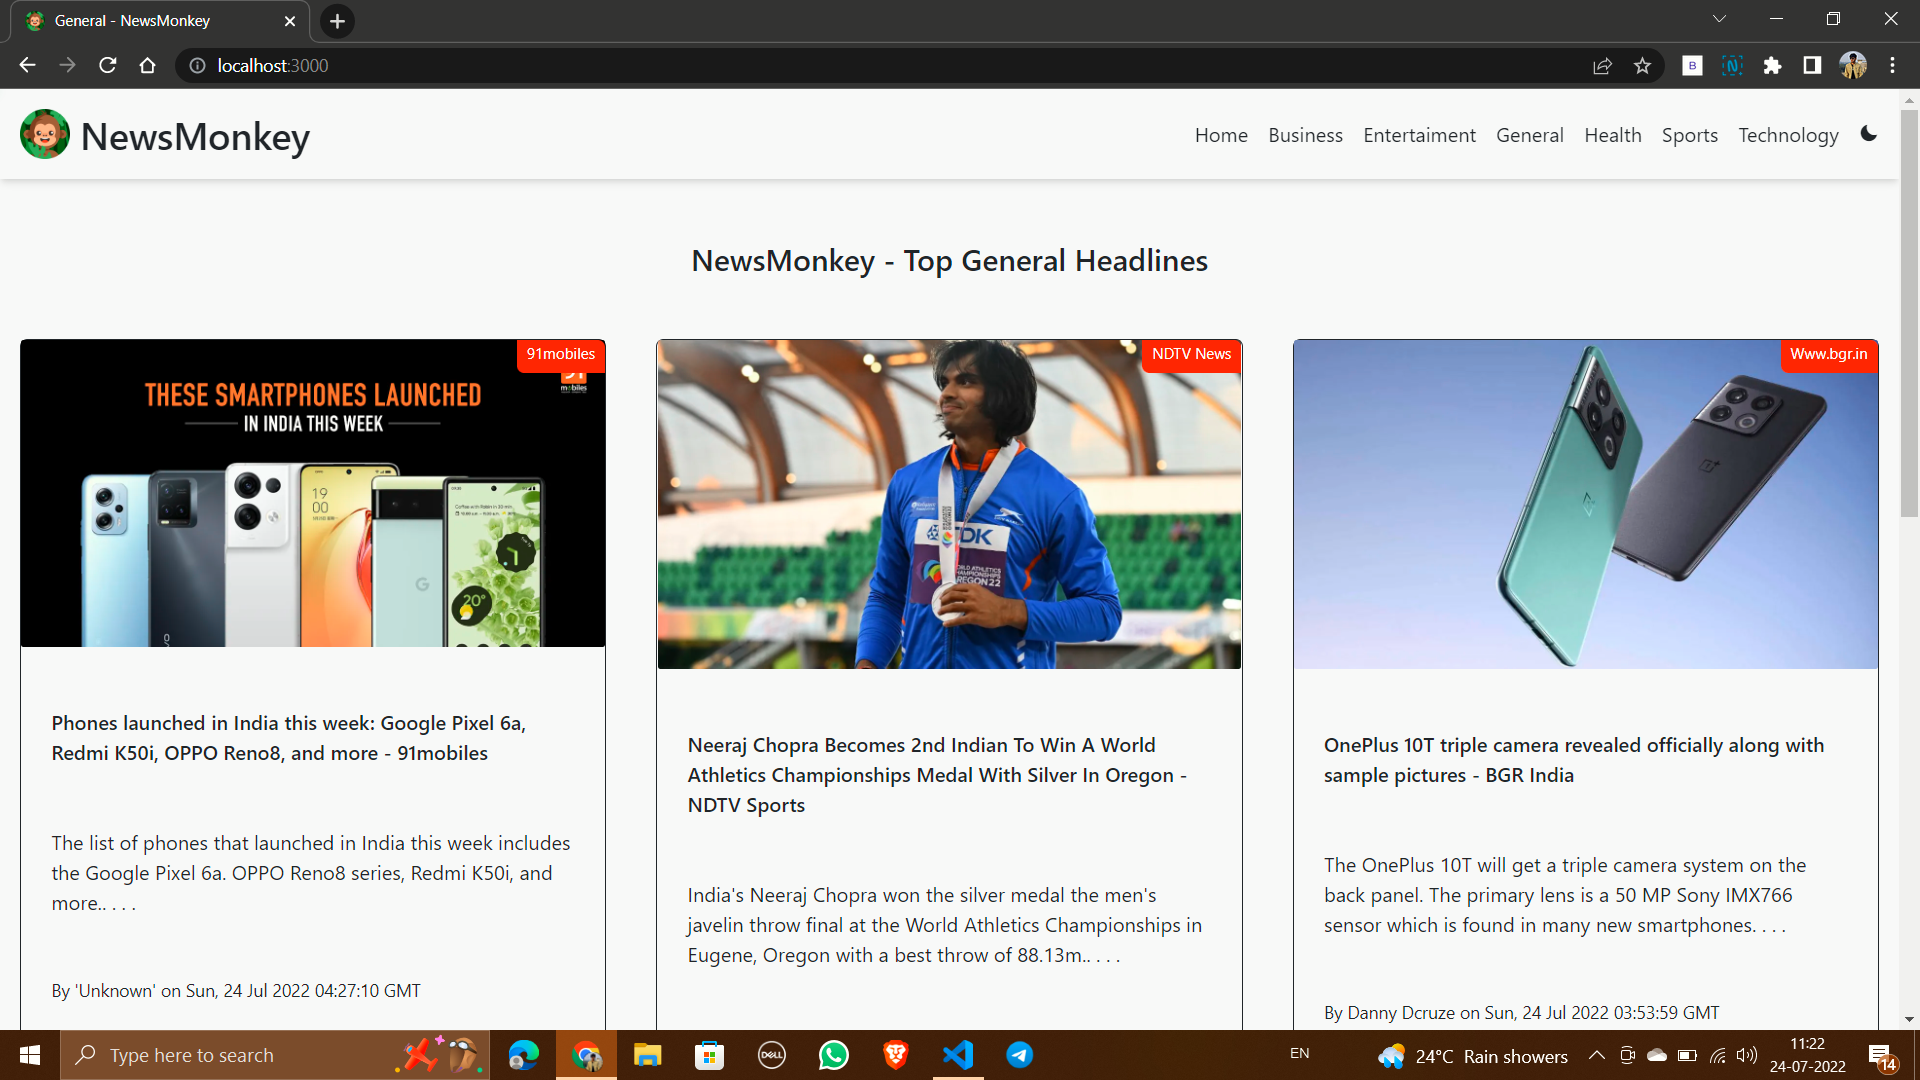 General - NewsMonkey
localhost:3000
NewsMonkey
Home Business Entertaiment General Health Sports Technology
NewsMonkey - Top General Headlines
91mobiles
THESE SMARTPHONES LAUNCHED
IN INDIA THIS WEEK
Phones launched in India this week: Google Pixel 6a,
Redmi K50i, OPPO Reno8, and more - 91mobiles
The list of phones that launched in India this week includes
the Google Pixel 6a. OPPO Reno8 series, Redmi K50i, and
more.. . . .
By 'Unknown' on Sun, 24 Jul 2022 04:27:10 GMT
NDTV News
TDK
WORLD ATHLETICS
CHAMPIONSHIPS
OREGON22
Neeraj Chopra Becomes 2nd Indian To Win A World
Athletics Championships Medal With Silver In Oregon -
NDTV Sports
India's Neeraj Chopra won the silver medal the men's
javelin throw final at the World Athletics Championships in
Eugene, Oregon with a best throw of 88.13m.. . . .
Www.bgr.in
OnePlus 10T triple camera revealed officially along with
sample pictures - BGR India
The OnePlus 10T will get a triple camera system on the
back panel. The primary lens is a 50 MP Sony IMX766
sensor which is found in many new smartphones. . . .
By Danny Dcruze on Sun, 24 Jul 2022 03:53:59 GMT
Type here to search
DELL
EN
24°C Rain showers
11:22
24-07-2022
14